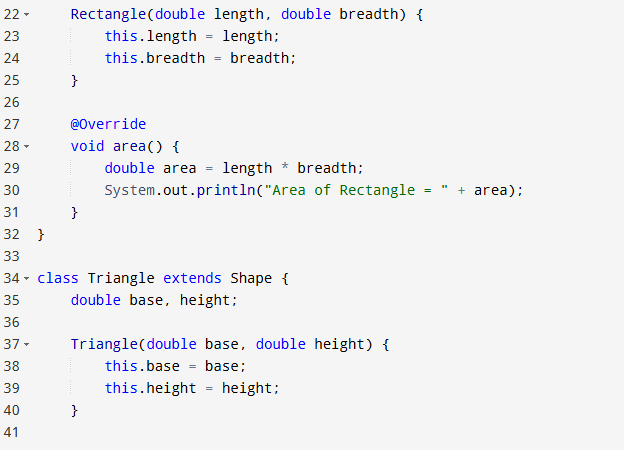 22 Rectangle(double length, double breadth) {
23 this.length = length;
24 this.breadth = breadth;
25 }
26
27 @Override
28 void area() {
29 double area = length * breadth;
30 System.out.println("Area of Rectangle = " + area);
31 }
32 }
33
34 class Triangle extends Shape {
35 double base, height;
36
37 Triangle(double base, double height) {
38 this.base = base;
39 this.height = height;
40 }
41